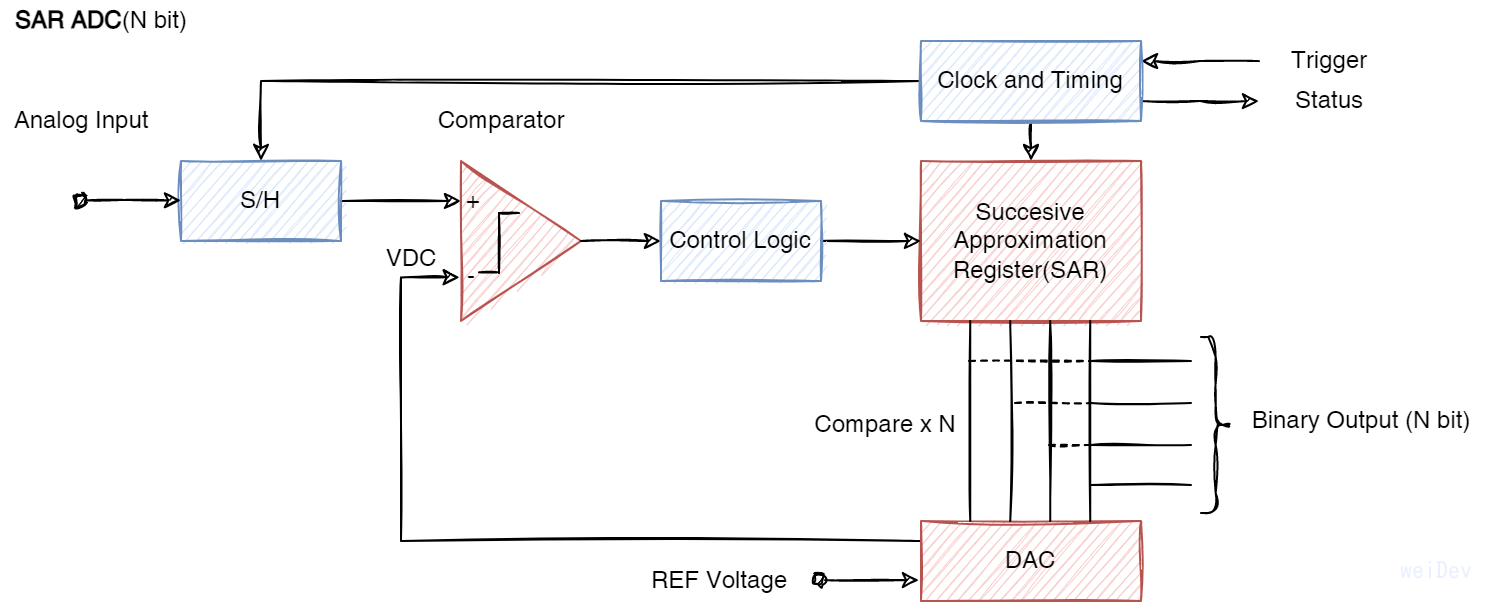 SAR ADC(N bit)
Clock and Timing
Trigger
Status
Analog Input
Comparator
S/H
+
Control Logic
Succesive
Approximation
Register(SAR)
VDC
-
Compare x N
Binary Output (N bit)
DAC
REF Voltage
weiDev